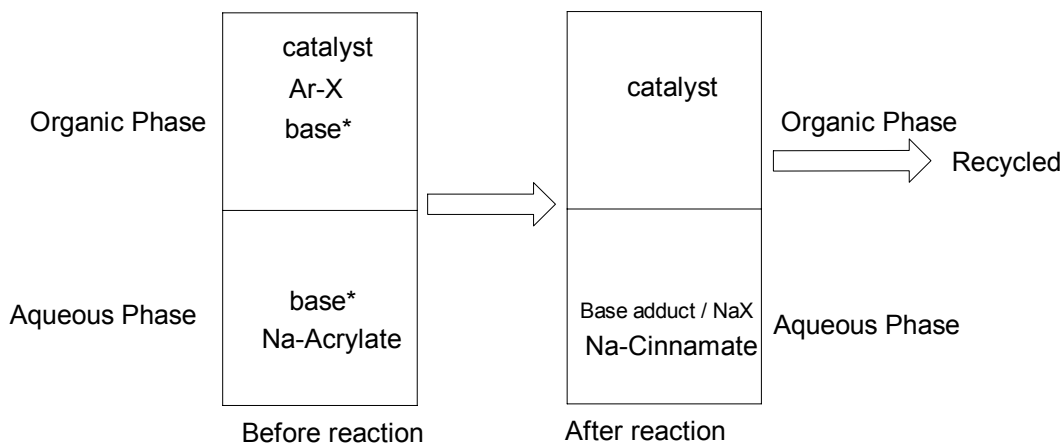 catalyst
Ar-X
base*
Organic Phase
base*
Na-Acrylate
Aqueous Phase
Before reaction
catalyst
Organic Phase
Recycled
Base adduct / NaX
Na-Cinnamate
Aqueous Phase
After reaction